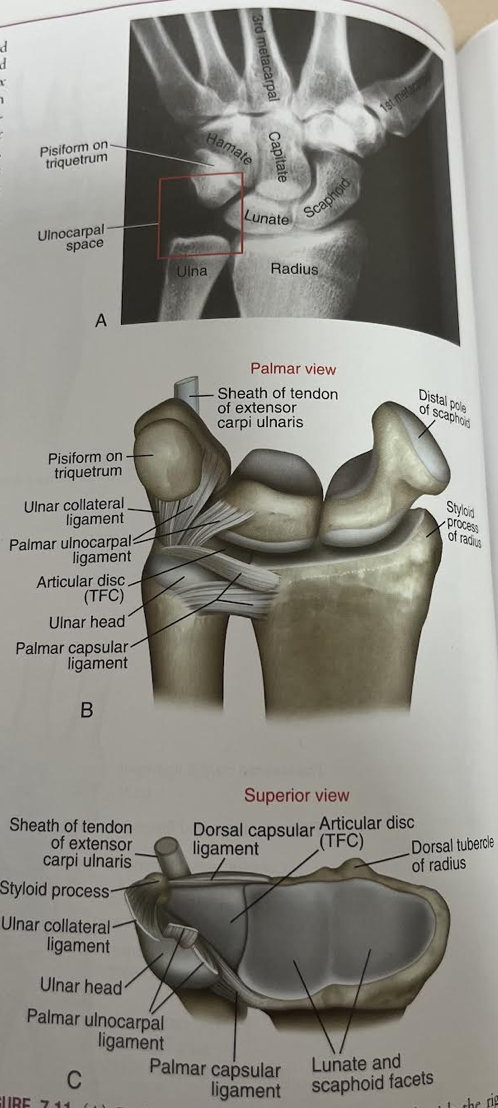 3rd metacarpal
Pisiform on
triquetrum
Hamate
Capitate
Scaphoid
Lunate
Ulnocarpal
space
Ulna
Radius
A
Palmar view
Sheath of tendon
of extensor
carpi ulnaris
Distal pole
of scaphoid
Pisiform on
triquetrum
Ulnar collateral
ligament
Styloid
process
of radius
Palmar ulnocarpal
ligament
Articular disc
(TFC)
Ulnar head
Palmar capsular
ligament
B
Superior view
Sheath of tendon
of extensor
carpi ulnaris
Dorsal capsular
ligament
Articular disc
(TFC)
Dorsal tubercle
of radius
Styloid process
Ulnar collateral
ligament
Ulnar head
Palmar ulnocarpal
ligament
Palmar capsular
ligament
Lunate and
scaphoid facets
C